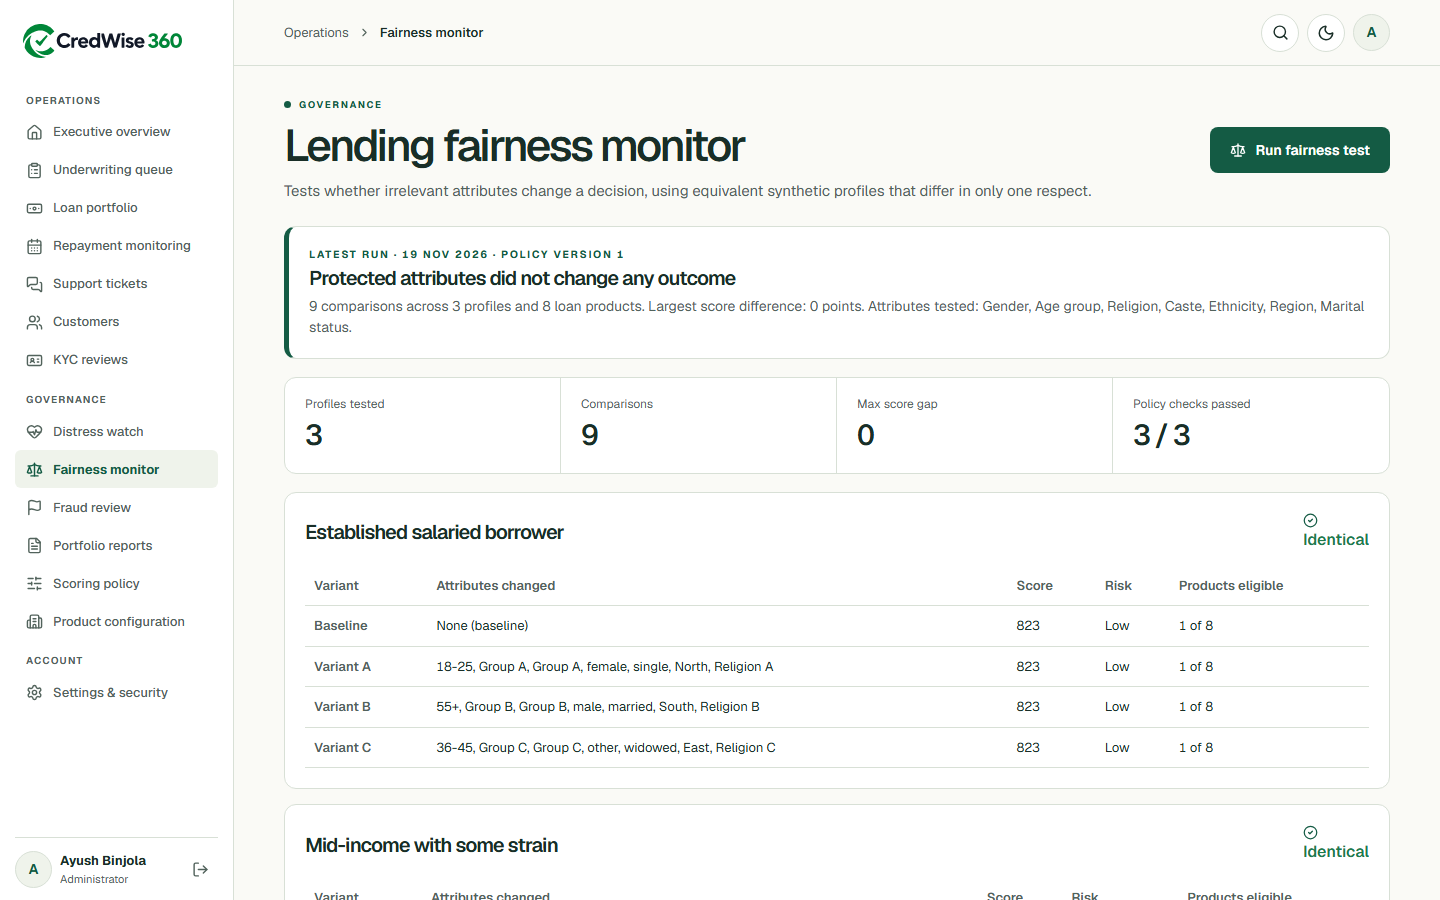 CredWise 360
OPERATIONS
Executive overview
Underwriting queue
Loan portfolio
Repayment monitoring
Support tickets
Customers
KYC reviews
GOVERNANCE
Distress watch
Fairness monitor
Fraud review
Portfolio reports
Scoring policy
Product configuration
ACCOUNT
Settings & security
A
Ayush Binjola
Administrator
Operations > Fairness monitor
A
GOVERNANCE
Lending fairness monitor
Run fairness test
Tests whether irrelevant attributes change a decision, using equivalent synthetic profiles that differ in only one respect.
LATEST RUN · 19 NOV 2026 · POLICY VERSION 1
Protected attributes did not change any outcome
9 comparisons across 3 profiles and 8 loan products. Largest score difference: 0 points. Attributes tested: Gender, Age group, Religion, Caste, Ethnicity, Region, Marital
status.
Profiles tested
3
Comparisons
9
Max score gap
0
Policy checks passed
3 / 3
Established salaried borrower
Identical
Variant Attributes changed Score Risk Products eligible
Baseline None (baseline) 823 Low 1 of 8
Variant A 18-25, Group A, Group A, female, single, North, Religion A 823 Low 1 of 8
Variant B 55+, Group B, Group B, male, married, South, Religion B 823 Low 1 of 8
Variant C 36-45, Group C, Group C, other, widowed, East, Religion C 823 Low 1 of 8
Mid-income with some strain
Identical
Variant Attributes changed Score Risk Products eligible